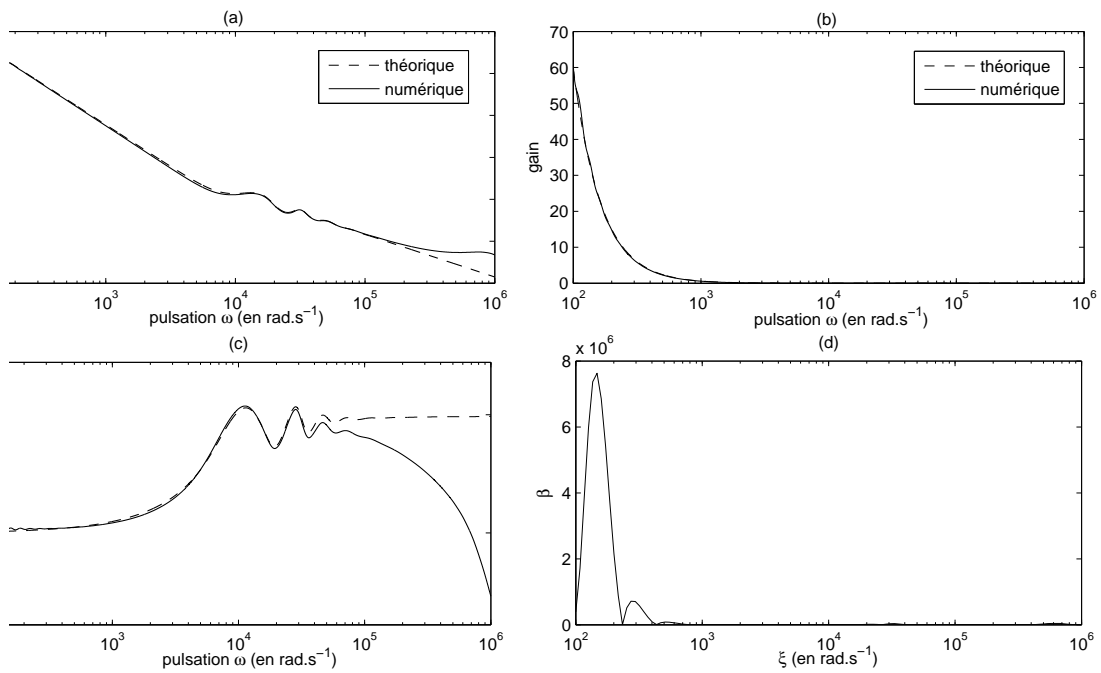 (a)
théorique
numérique
10^3
10^4
10^5
10^6
pulsation ω (en rad.s^−1)
(b)
70
60
50
40
30
20
10
0
gain
théorique
numérique
10^2
10^3
10^4
10^5
10^6
pulsation ω (en rad.s^−1)
(c)
10^3
10^4
10^5
10^6
pulsation ω (en rad.s^−1)
x 10^6
(d)
8
6
4
2
0
β
10^2
10^3
10^4
10^5
10^6
ξ (en rad.s^−1)